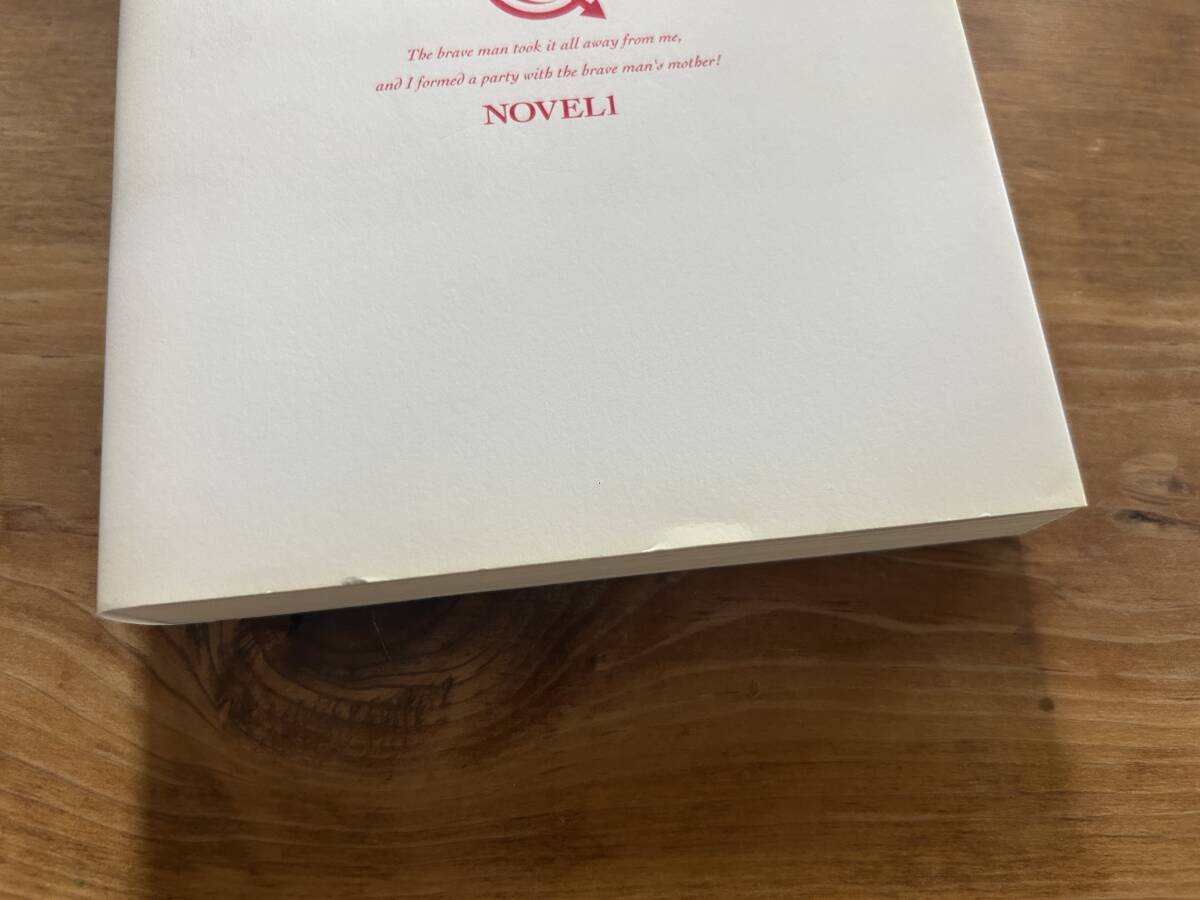 The brave man took it all away from me,
and I formed a party with the brave man's mother!
NOVEL1